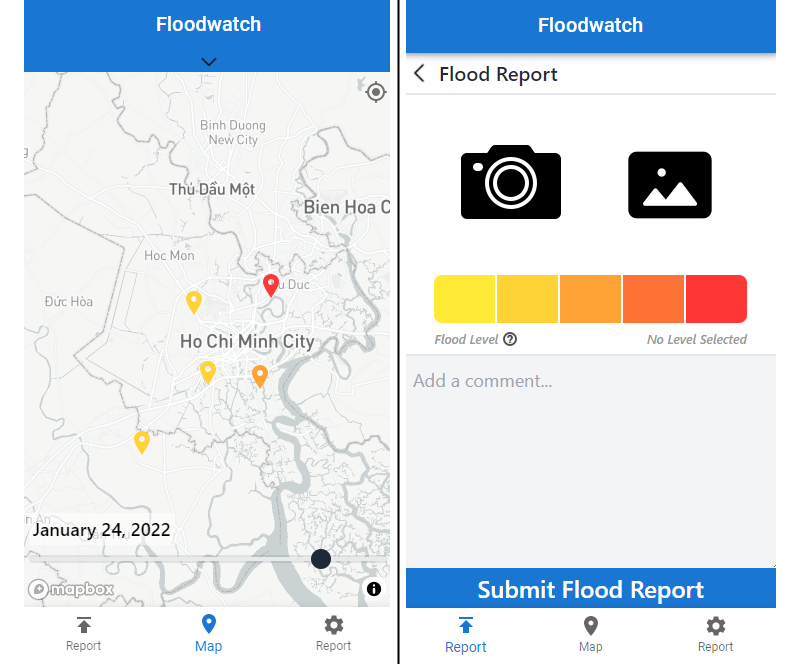 Floodwatch
Binh Duong
New City
Thủ Dầu Một
Bien Hoa C
Hoc Mon
Duc
Đức Hòa
Ho Chi Minh City
January 24, 2022
mapbox
Report
Map
Report
Floodwatch
Flood Report
Flood Level ?
No Level Selected
Add a comment...
Submit Flood Report
Report
Map
Report